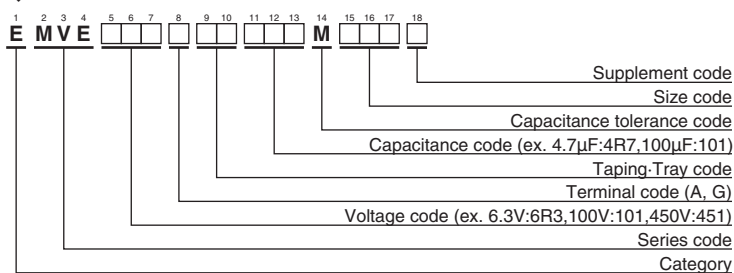 1 2 3 4 5 6 7 8 9 10 11 12 13 14 15 16 17 18
E M V E M
Supplement code
Size code
Capacitance tolerance code
Capacitance code (ex. 4.7μF:4R7,100μF:101)
Taping·Tray code
Terminal code (A, G)
Voltage code (ex. 6.3V:6R3,100V:101,450V:451)
Series code
Category